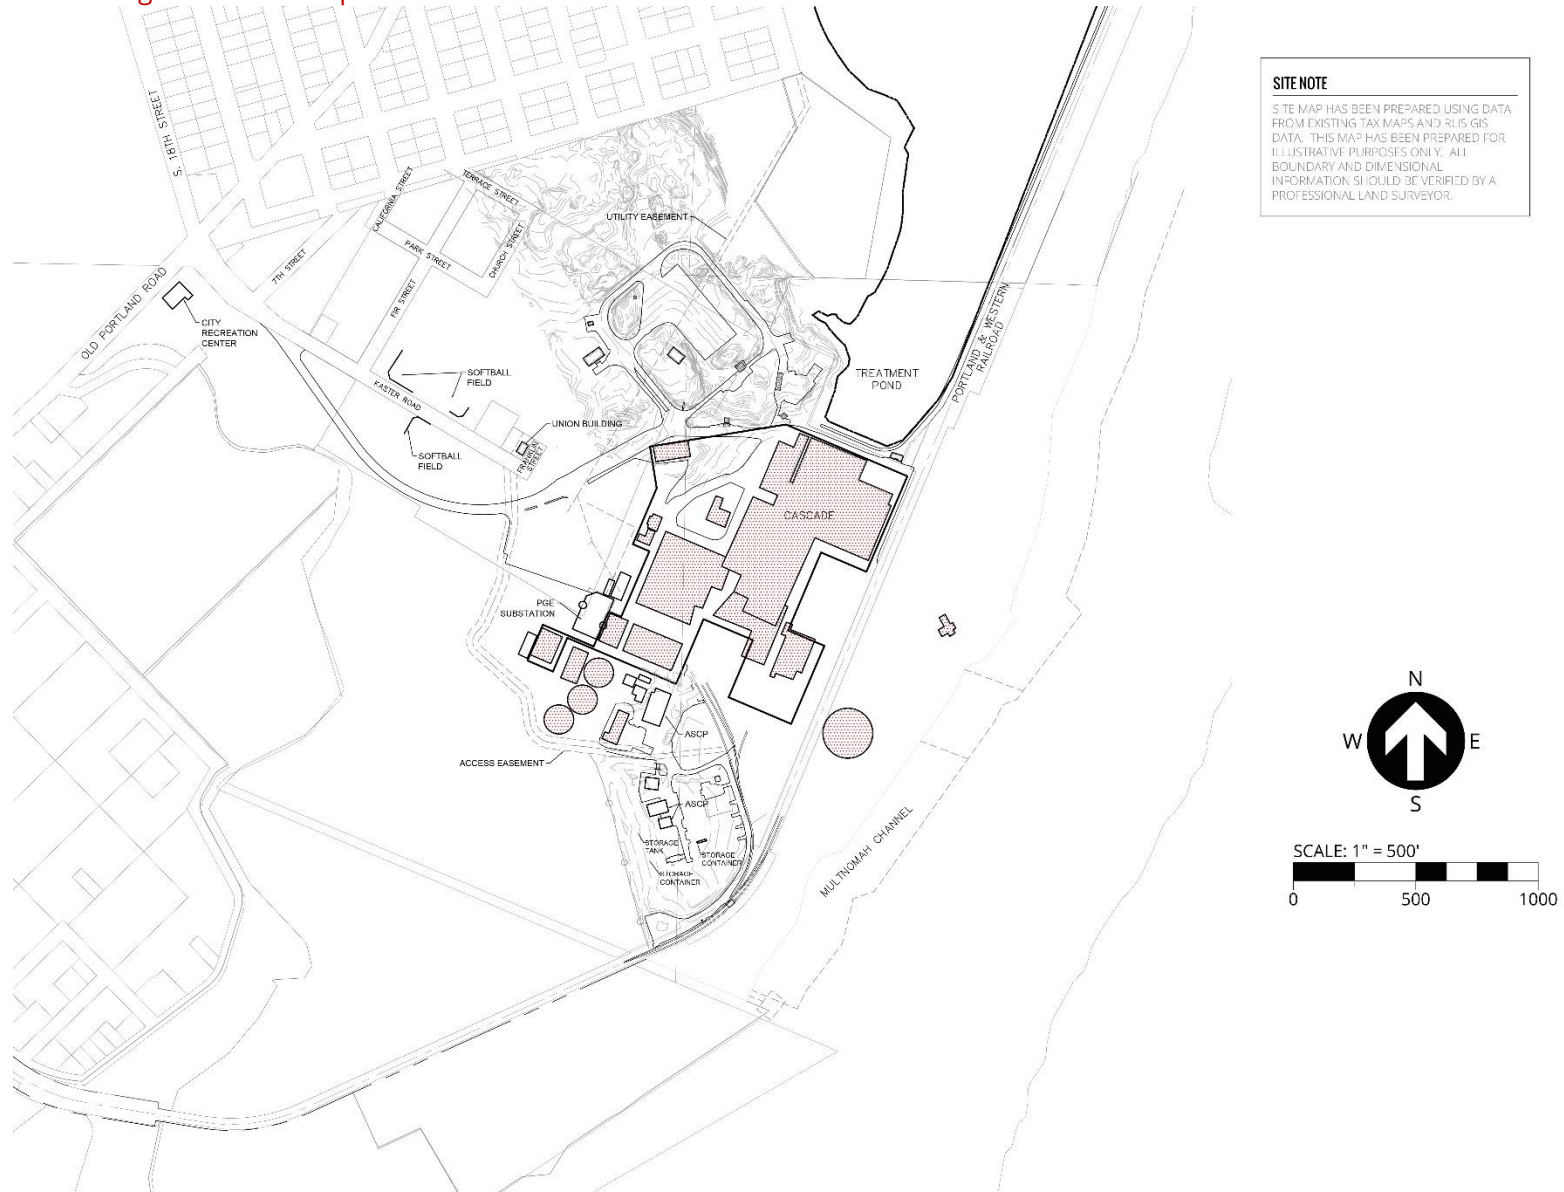 SITE NOTE
SITE MAP HAS BEEN PREPARED USING DATA
FROM EXISTING TAX MAPS AND RLIS GIS
DATA. THIS MAP HAS BEEN PREPARED FOR
ILLUSTRATIVE PURPOSES ONLY. ALL
BOUNDARY AND DIMENSIONAL
INFORMATION SHOULD BE VERIFIED BY A
PROFESSIONAL LAND SURVEYOR.
S. 18TH STREET
CALIFORNIA STREET
TERRACE STREET
UTILITY EASEMENT
PARK STREET
CHURCH STREET
7TH STREET
FIR STREET
OLD PORTLAND ROAD
CITY
RECREATION
CENTER
PORTLAND & WESTERN
RAILROAD
TREATMENT
POND
SOFTBALL
FIELD
KASTER ROAD
UNION BUILDING
FRANKLIN
STREET
SOFTBALL
FIELD
CASCADE
PGE
SUBSTATION
ASCP
ACCESS EASEMENT
ASCP
STORAGE
TANK
STORAGE
CONTAINER
STORAGE
CONTAINER
MULTNOMAH CHANNEL
N
W
E
S
SCALE: 1" = 500'
0
500
1000